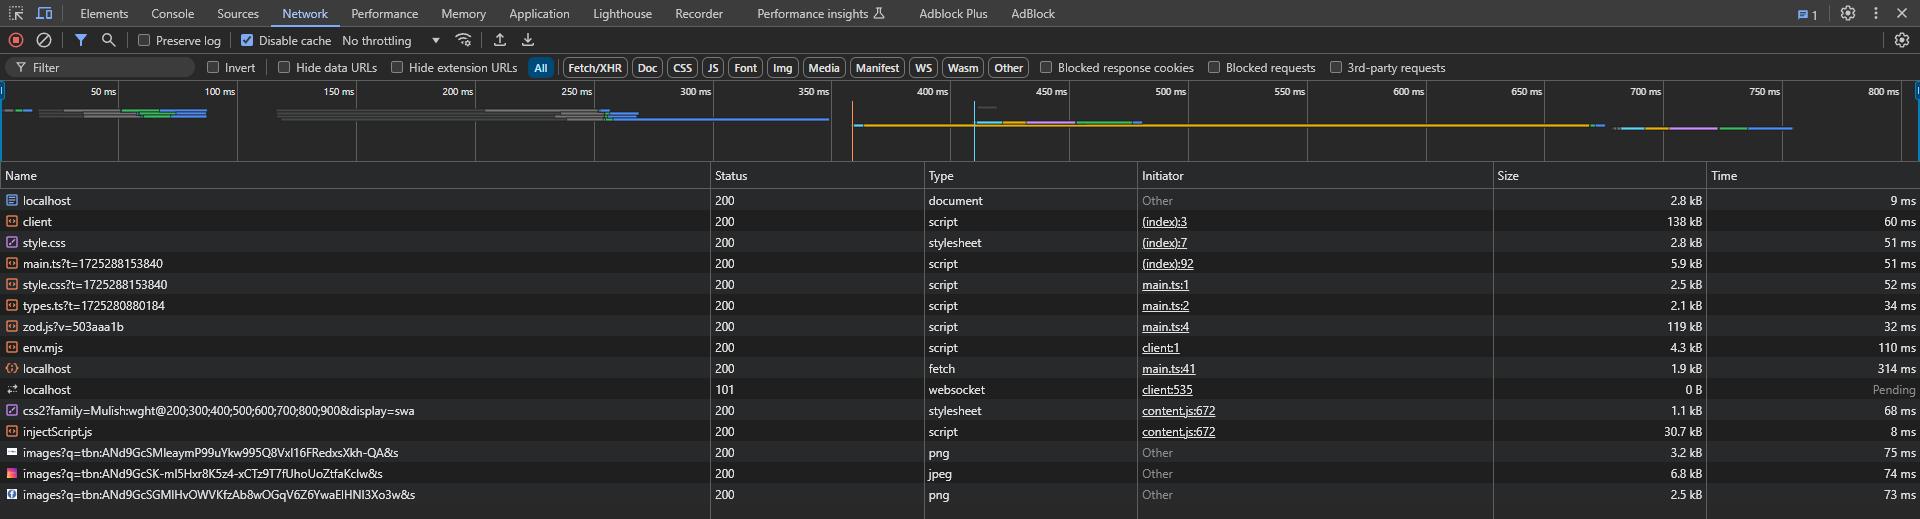 Elements Console Sources Network Performance Memory Application Lighthouse Recorder Performance insights Adblock Plus AdBlock 1
Preserve log Disable cache No throttling
Filter Invert Hide data URLs Hide extension URLs All Fetch/XHR Doc CSS JS Font Img Media Manifest WS Wasm Other Blocked response cookies Blocked requests 3rd-party requests
50 ms 100 ms 150 ms 200 ms 250 ms 300 ms 350 ms 400 ms 450 ms 500 ms 550 ms 600 ms 650 ms 700 ms 750 ms 800 ms
Name Status Type Initiator Size Time
localhost 200 document Other 2.8 kB 9 ms
client 200 script (index):3 138 kB 60 ms
style.css 200 stylesheet (index):7 2.8 kB 51 ms
main.ts?t=1725288153840 200 script (index):92 5.9 kB 51 ms
style.css?t=1725288153840 200 script main.ts:1 2.5 kB 52 ms
types.ts?t=1725280880184 200 script main.ts:2 2.1 kB 34 ms
zod.js?v=503aaa1b 200 script main.ts:4 119 kB 32 ms
env.mjs 200 script client:1 4.3 kB 110 ms
localhost 200 fetch main.ts:41 1.9 kB 314 ms
localhost 101 websocket client:535 0 B Pending
css2?family=Mulish:wght@200;300;400;500;600;700;800;900&display=swa 200 stylesheet content.js:672 1.1 kB 68 ms
injectScript.js 200 script content.js:672 30.7 kB 8 ms
images?q=tbn:ANd9GcSMIeaymP99uYkw995Q8VxI16FRedxsXkh-QA&s 200 png Other 3.2 kB 75 ms
images?q=tbn:ANd9GcSK-mI5Hxr8K5z4-xCTz9T7fUhoUoZtfaKcIw&s 200 jpeg Other 6.8 kB 74 ms
images?q=tbn:ANd9GcSGMIHvOWVKfzAb8wOGqV6Z6YwaEIHNI3Xo3w&s 200 png Other 2.5 kB 73 ms